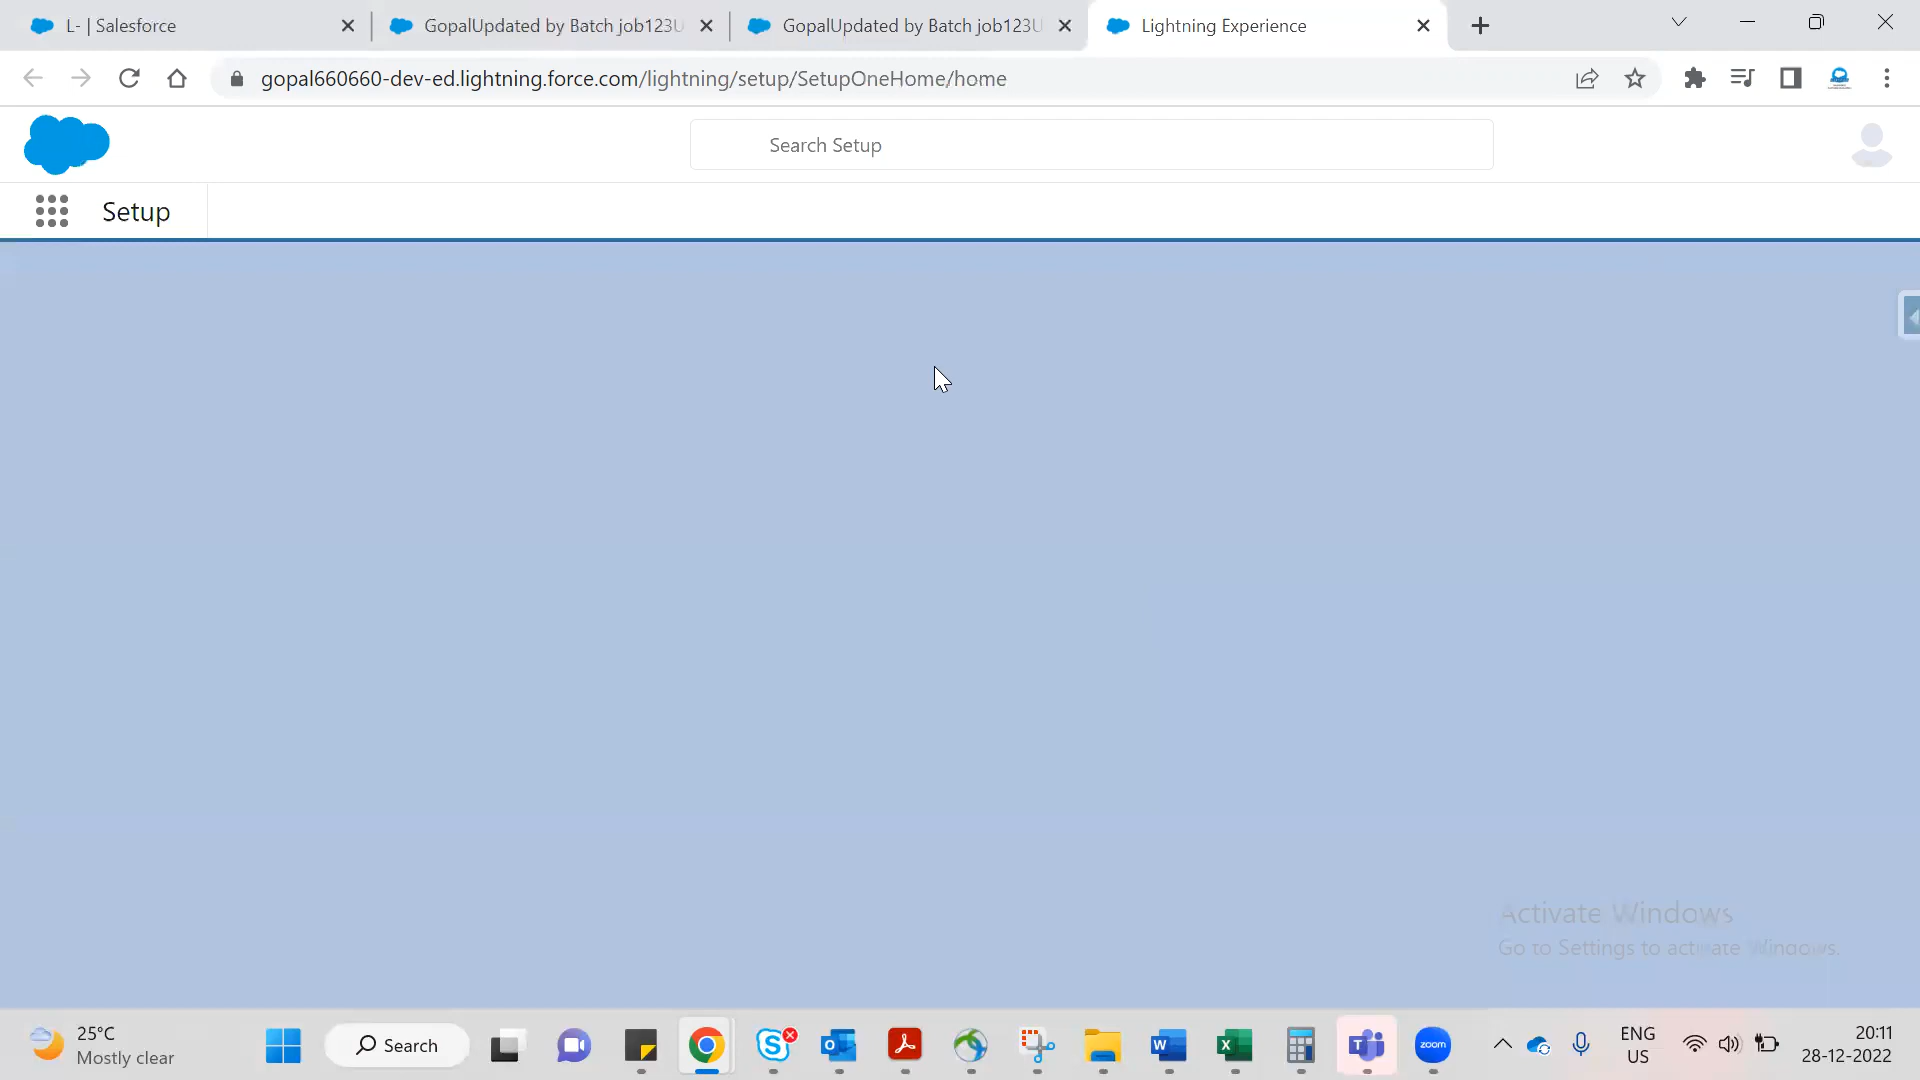 L- | Salesforce
GopalUpdated by Batch job123U
GopalUpdated by Batch job123U
Lightning Experience
gopal660660-dev-ed.lightning.force.com/lightning/setup/SetupOneHome/home
Search Setup
Setup
Activate Windows
Go to Settings to activate Windows.
25°C
Mostly clear
Search
zoom
ENG
US
20:11
28-12-2022